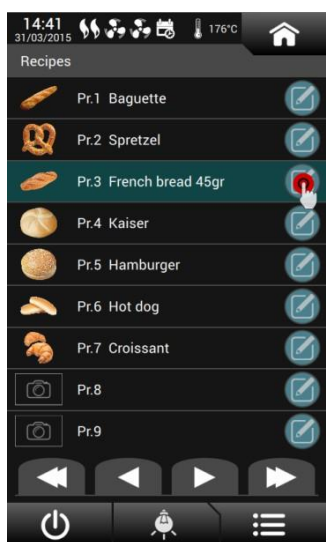 14:41
31/03/2015
176°C
Recipes
Pr.1 Baguette
Pr.2 Spretzel
Pr.3 French bread 45gr
Pr.4 Kaiser
Pr.5 Hamburger
Pr.6 Hot dog
Pr.7 Croissant
Pr.8
Pr.9